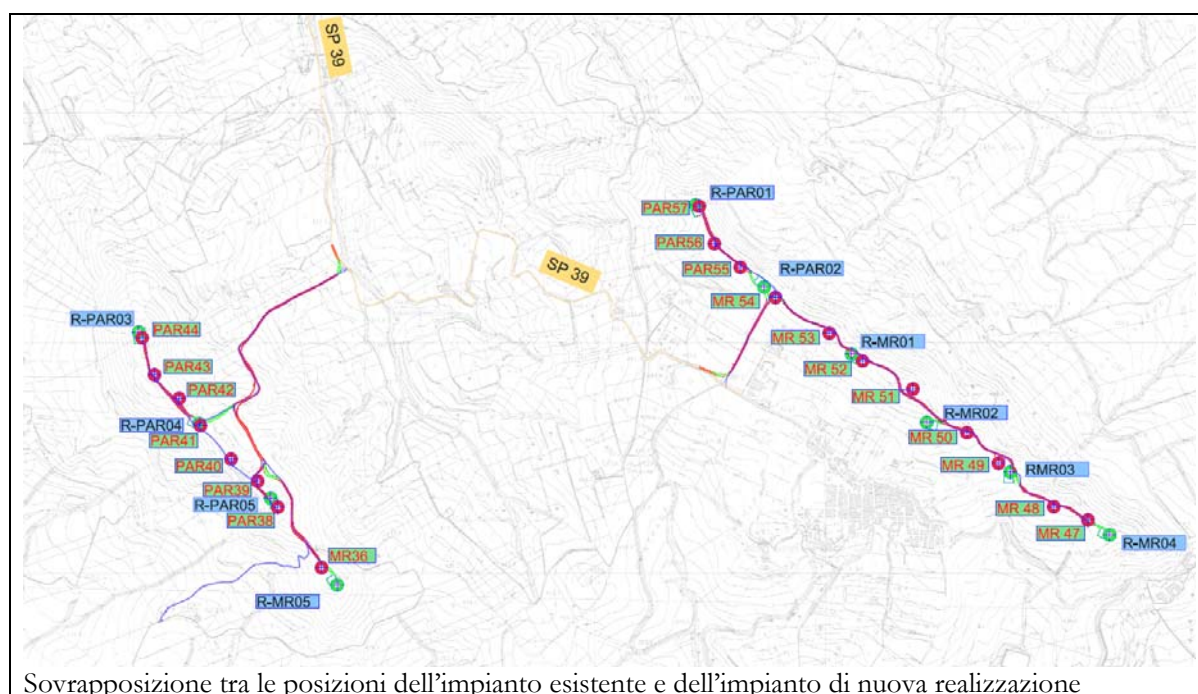 SP 39
R-PAR01
PAR57
PAR56
SP 39
PAR55
R-PAR02
MR 54
R-PAR03
PAR44
MR 53
R-MR01
MR 52
PAR43
PAR42
MR 51
R-MR02
R-PAR04
PAR41
MR 50
PAR40
MR 49
RMR03
PAR39
R-PAR05
PAR38
MR 48
MR 47
R-MR04
MR36
R-MR05
Sovrapposizione tra le posizioni dell'impianto esistente e dell'impianto di nuova realizzazione